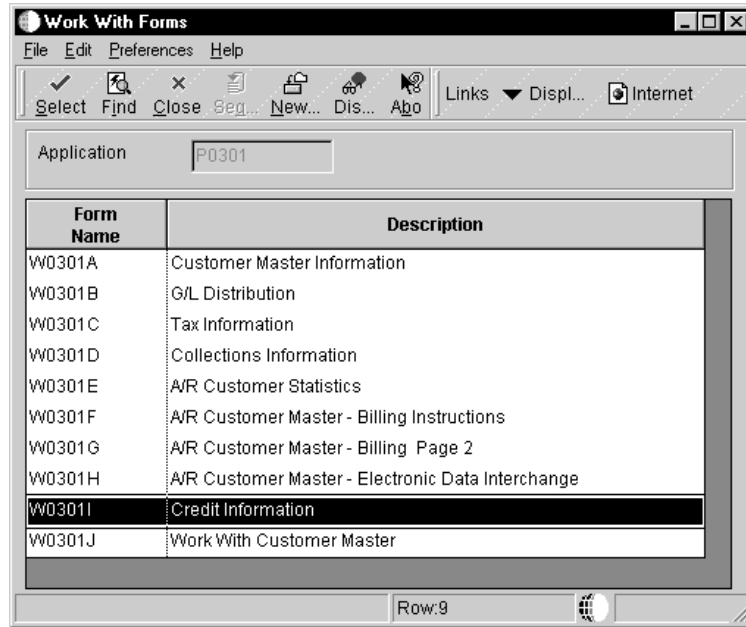 Work With Forms
File Edit Preferences Help
Select Find Close Seq... New... Dis... Abo Links Displ... Internet
Application P0301
Form Name Description
W0301A Customer Master Information
W0301B G/L Distribution
W0301C Tax Information
W0301D Collections Information
W0301E A/R Customer Statistics
W0301F A/R Customer Master - Billing Instructions
W0301G A/R Customer Master - Billing Page 2
W0301H A/R Customer Master - Electronic Data Interchange
W0301I Credit Information
W0301J Work With Customer Master
Row:9